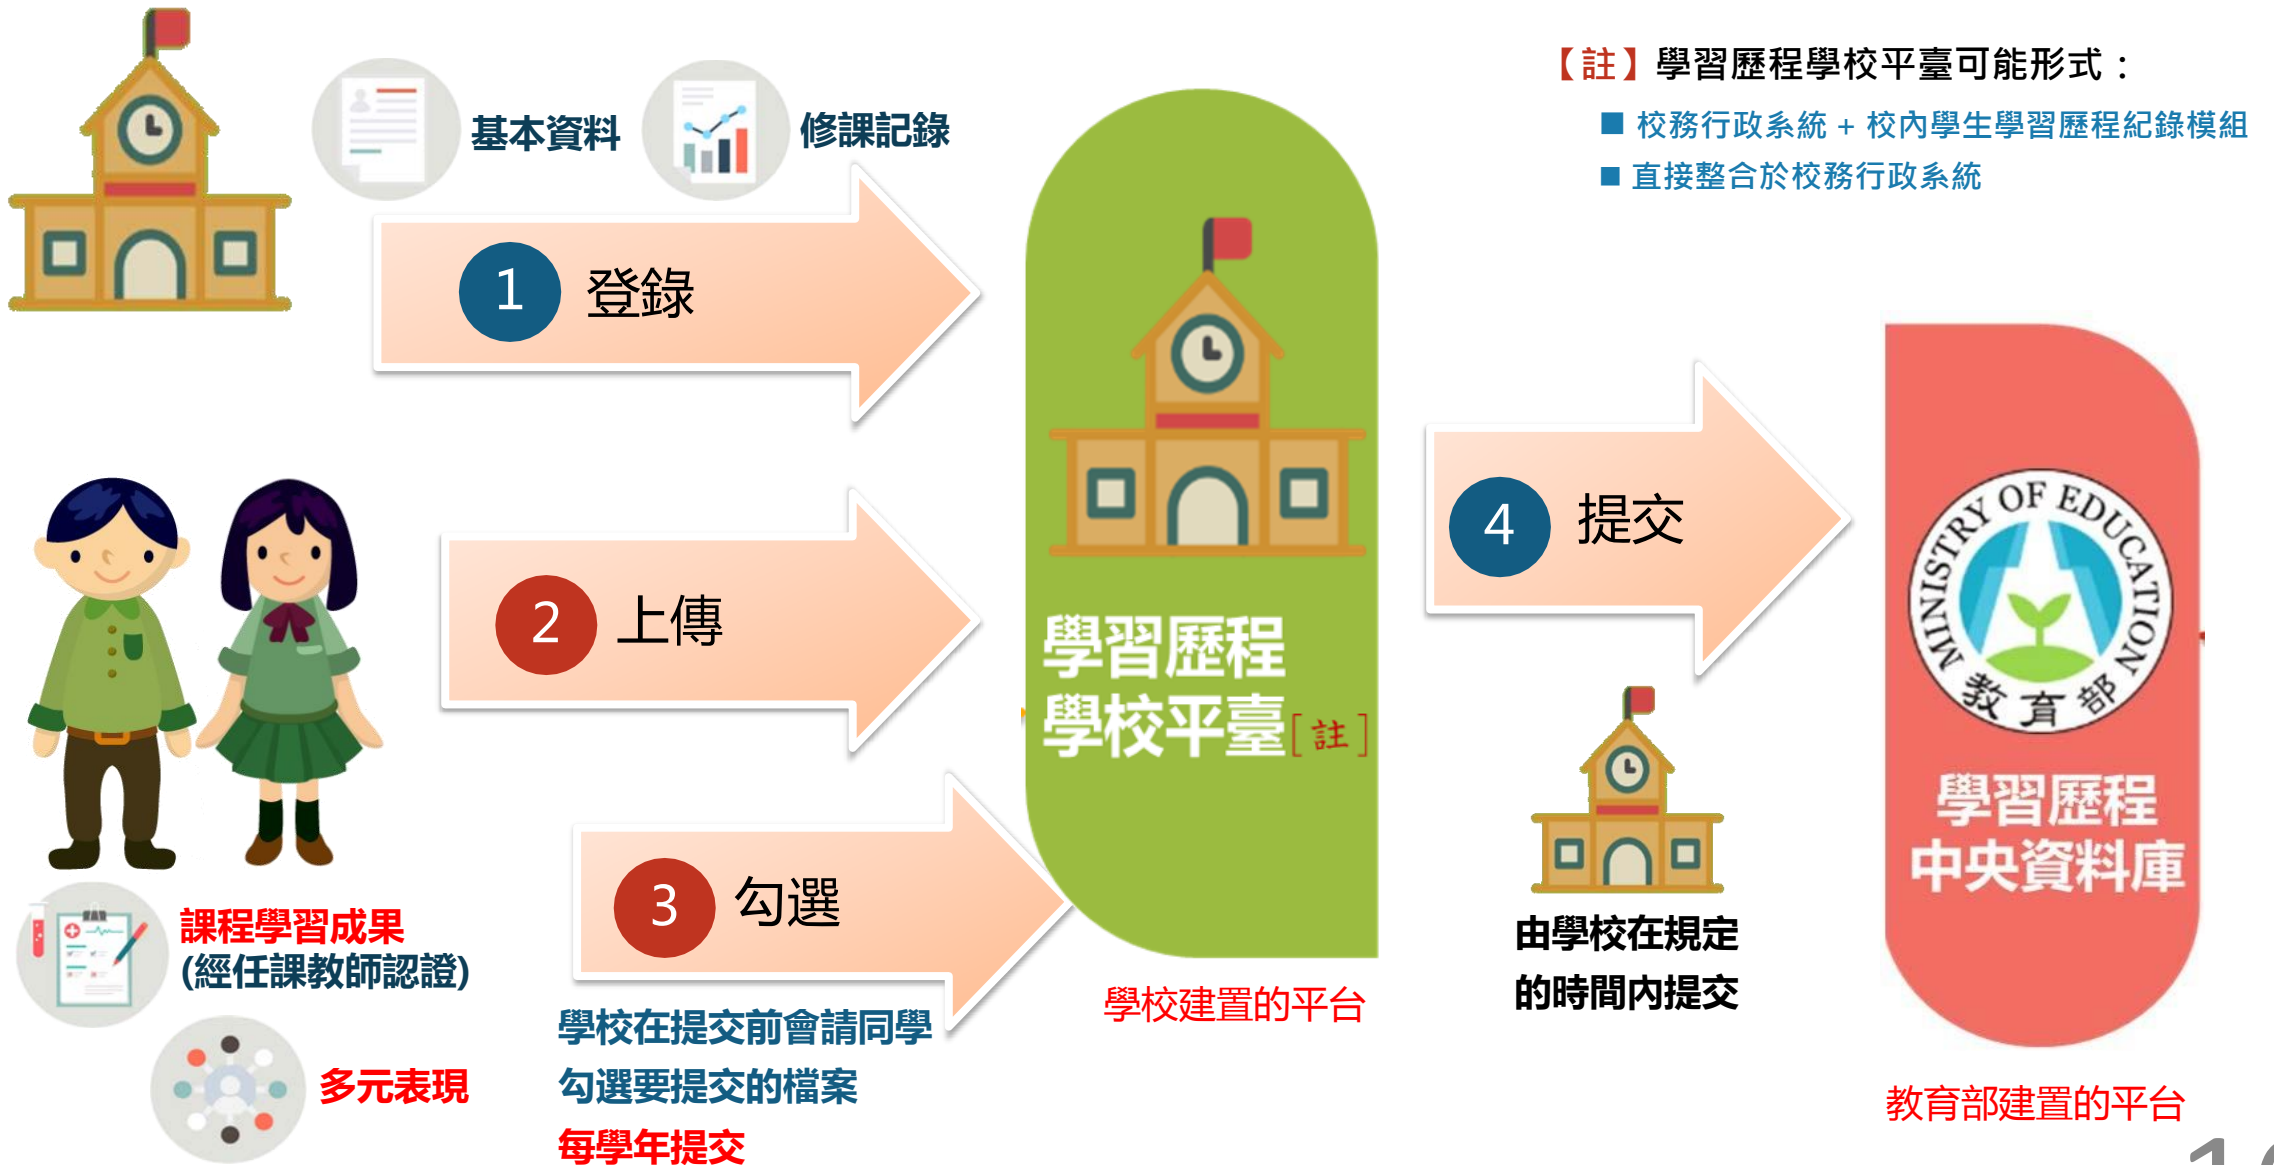 基本資料
修課記錄
【註】學習歷程學校平臺可能形式：
■ 校務行政系統 + 校內學生學習歷程紀錄模組
■ 直接整合於校務行政系統
1 登錄
2 上傳
3 勾選
課程學習成果
(經任課教師認證)
多元表現
學校在提交前會請同學
勾選要提交的檔案
每學年提交
學習歷程
學校平臺[註]
學校建置的平台
4 提交
由學校在規定
的時間內提交
MINISTRY OF EDUCATION
教育部
學習歷程
中央資料庫
教育部建置的平台